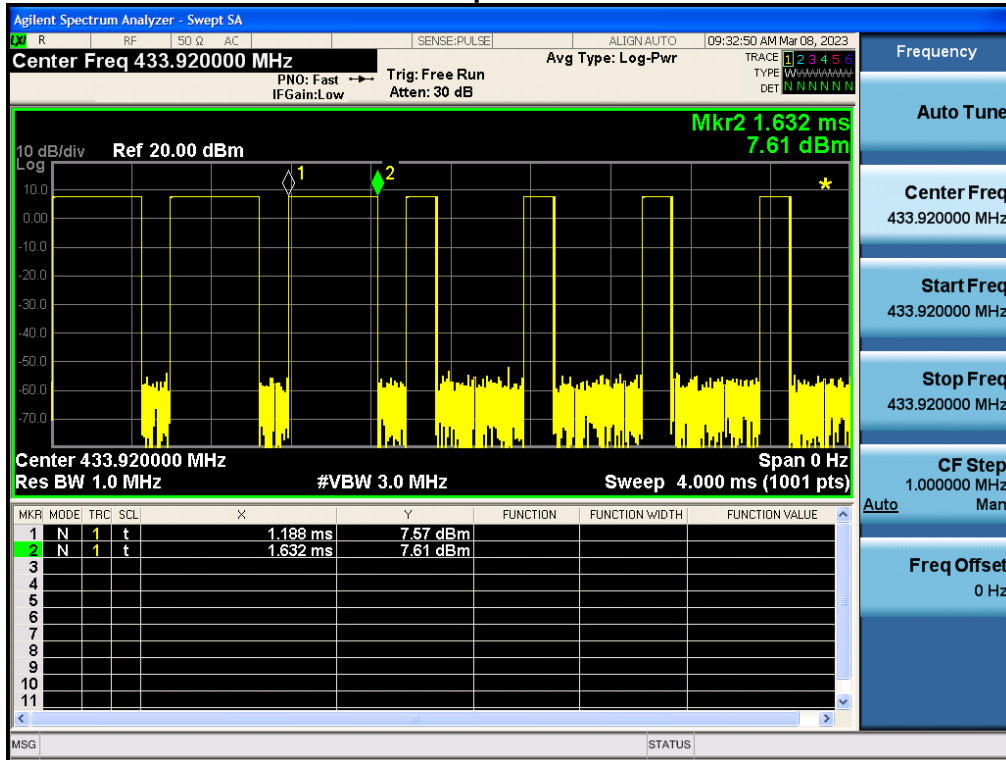 Agilent Spectrum Analyzer - Swept SA
LXI R RF 50 Ω AC SENSE:PULSE ALIGN AUTO 09:32:50 AM Mar 08, 2023
Center Freq 433.920000 MHz
Avg Type: Log-Pwr
TRACE 1 2 3 4 5 6
PNO: Fast Trig: Free Run
TYPE WWWWWW
IFGain:Low Atten: 30 dB
DET N N N N N N
Mkr2 1.632 ms
7.61 dBm
10 dB/div Ref 20.00 dBm
Log
1
2
*
10.0
0.00
-10.0
-20.0
-30.0
-40.0
-50.0
-60.0
-70.0
Center 433.920000 MHz Span 0 Hz
Res BW 1.0 MHz #VBW 3.0 MHz Sweep 4.000 ms (1001 pts)
MKR MODE TRC SCL X Y FUNCTION FUNCTION WIDTH FUNCTION VALUE
1 N 1 t 1.188 ms 7.57 dBm
2 N 1 t 1.632 ms 7.61 dBm
3
4
5
6
7
8
9
10
11
MSG STATUS
Frequency
Auto Tune
Center Freq
433.920000 MHz
Start Freq
433.920000 MHz
Stop Freq
433.920000 MHz
CF Step
1.000000 MHz
Auto Man
Freq Offset
0 Hz